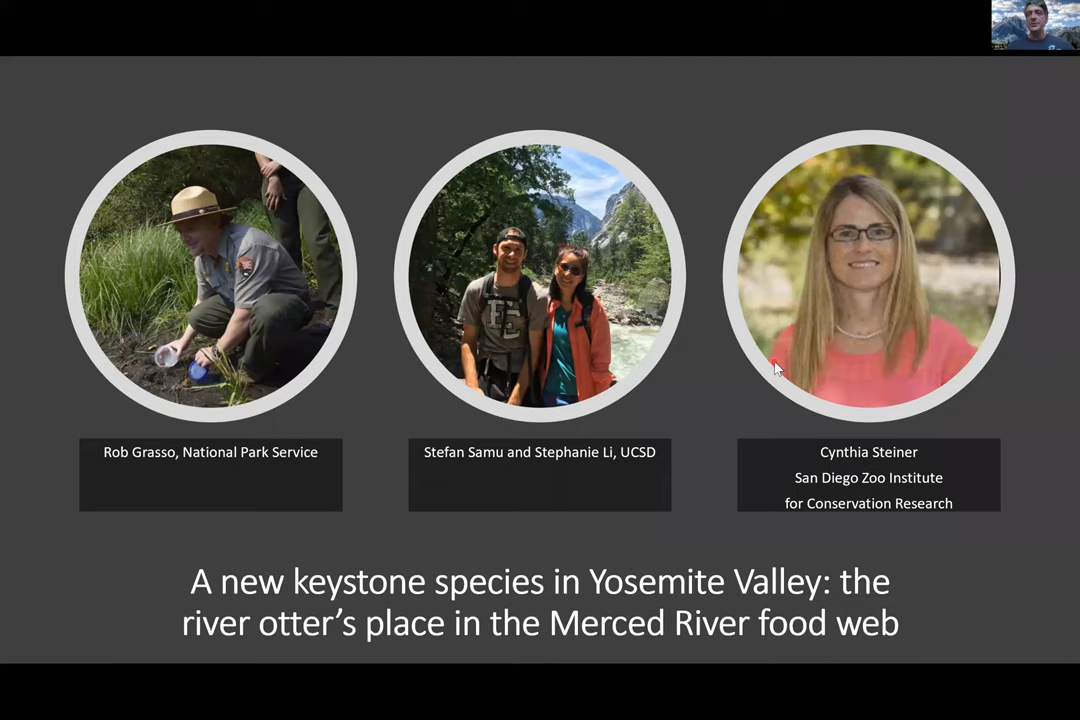 Rob Grasso, National Park Service
Stefan Samu and Stephanie Li, UCSD
Cynthia Steiner
San Diego Zoo Institute
for Conservation Research
A new keystone species in Yosemite Valley: the
river otter’s place in the Merced River food web